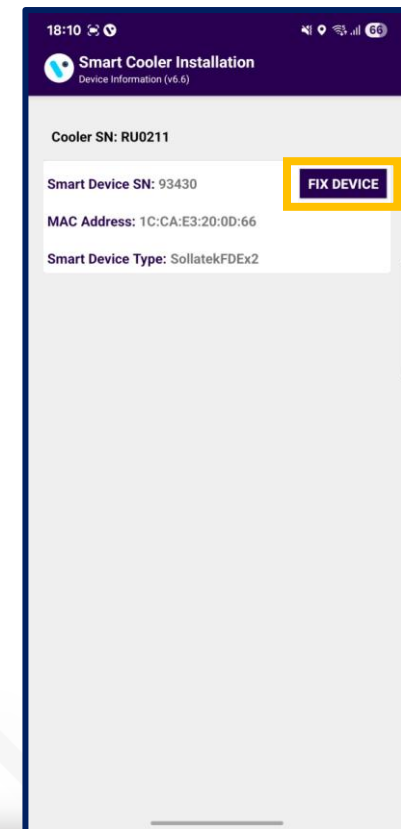 18:10 66
Smart Cooler Installation
Device Information (v6.6)
Cooler SN: RU0211
Smart Device SN: 93430 FIX DEVICE
MAC Address: 1C:CA:E3:20:0D:66
Smart Device Type: SollatekFDEx2